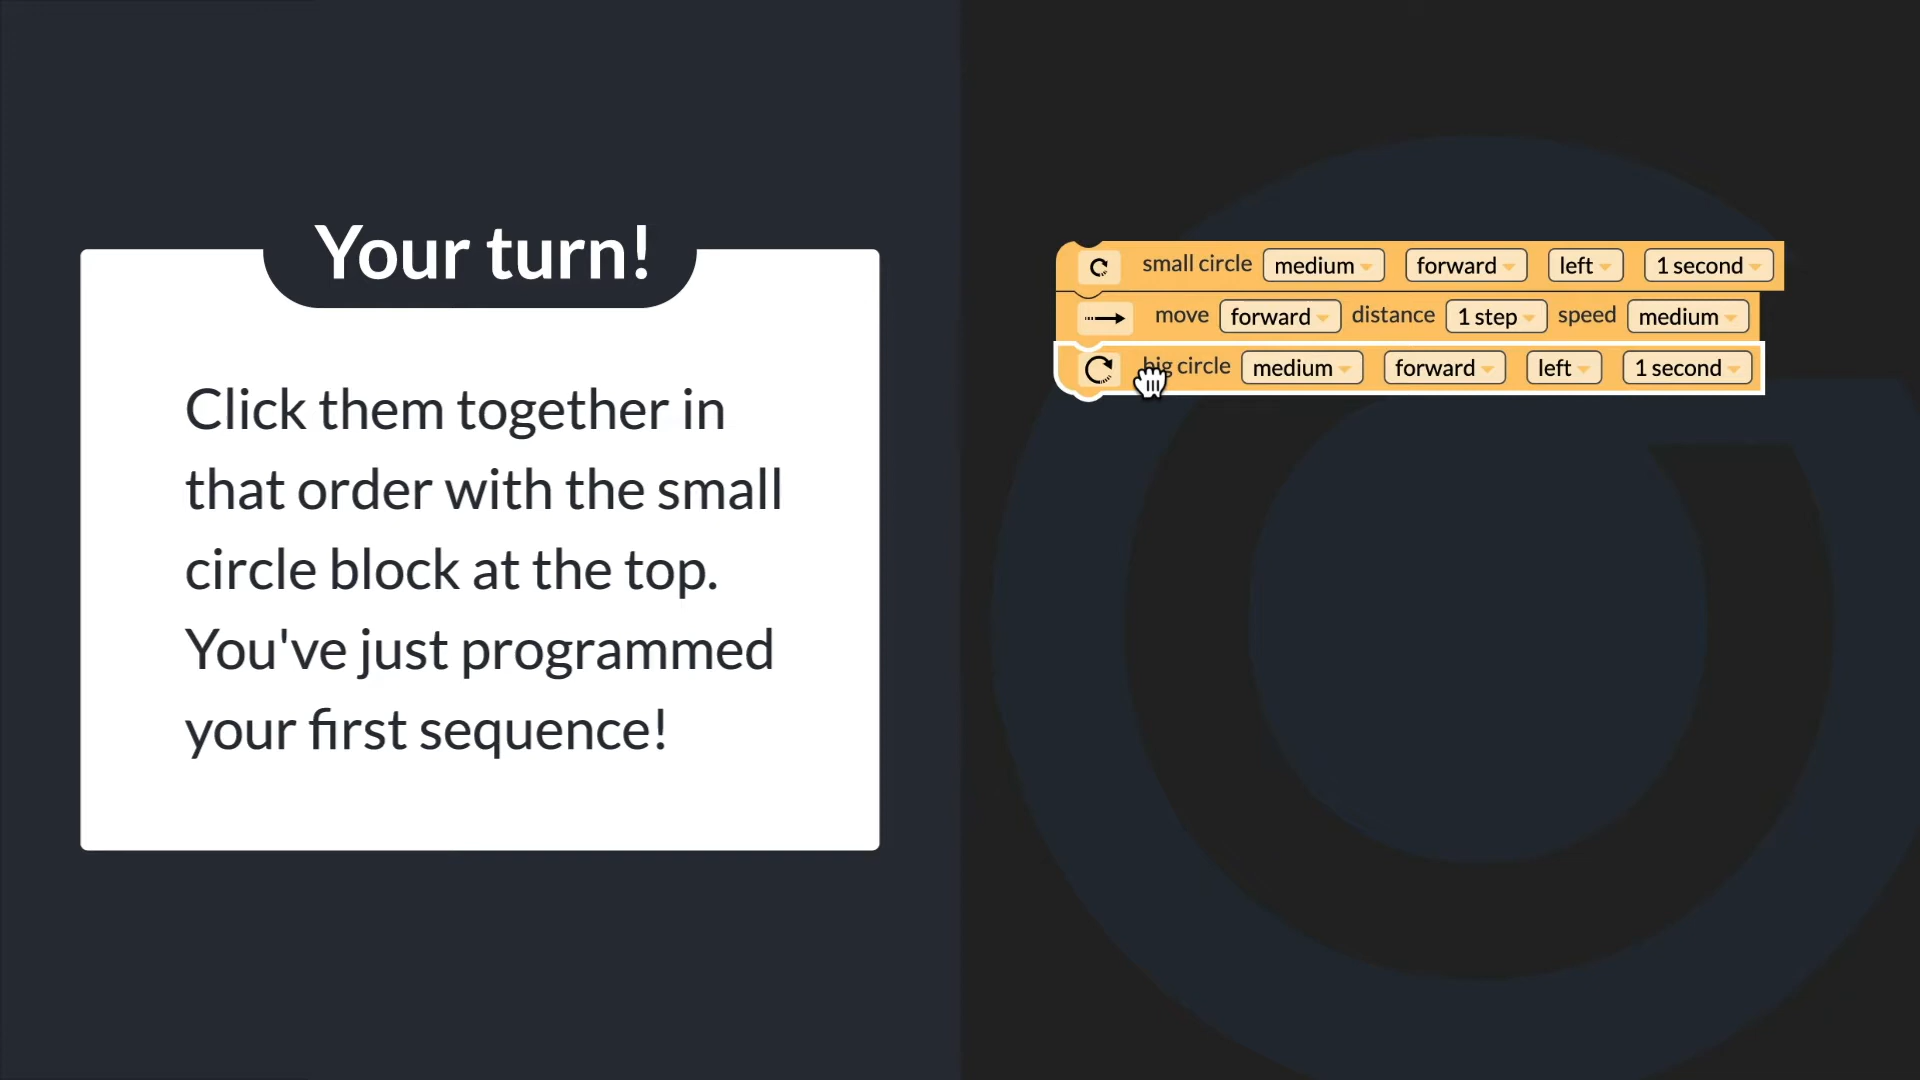 Your turn!
Click them together in
that order with the small
circle block at the top.
You've just programmed
your first sequence!
small circle medium forward left 1 second
move forward distance 1 step speed medium
big circle medium forward left 1 second